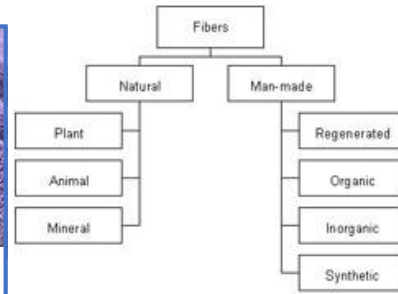 Fibers
Natural
Man-made
Plant
Animal
Mineral
Regenerated
Organic
Inorganic
Synthetic